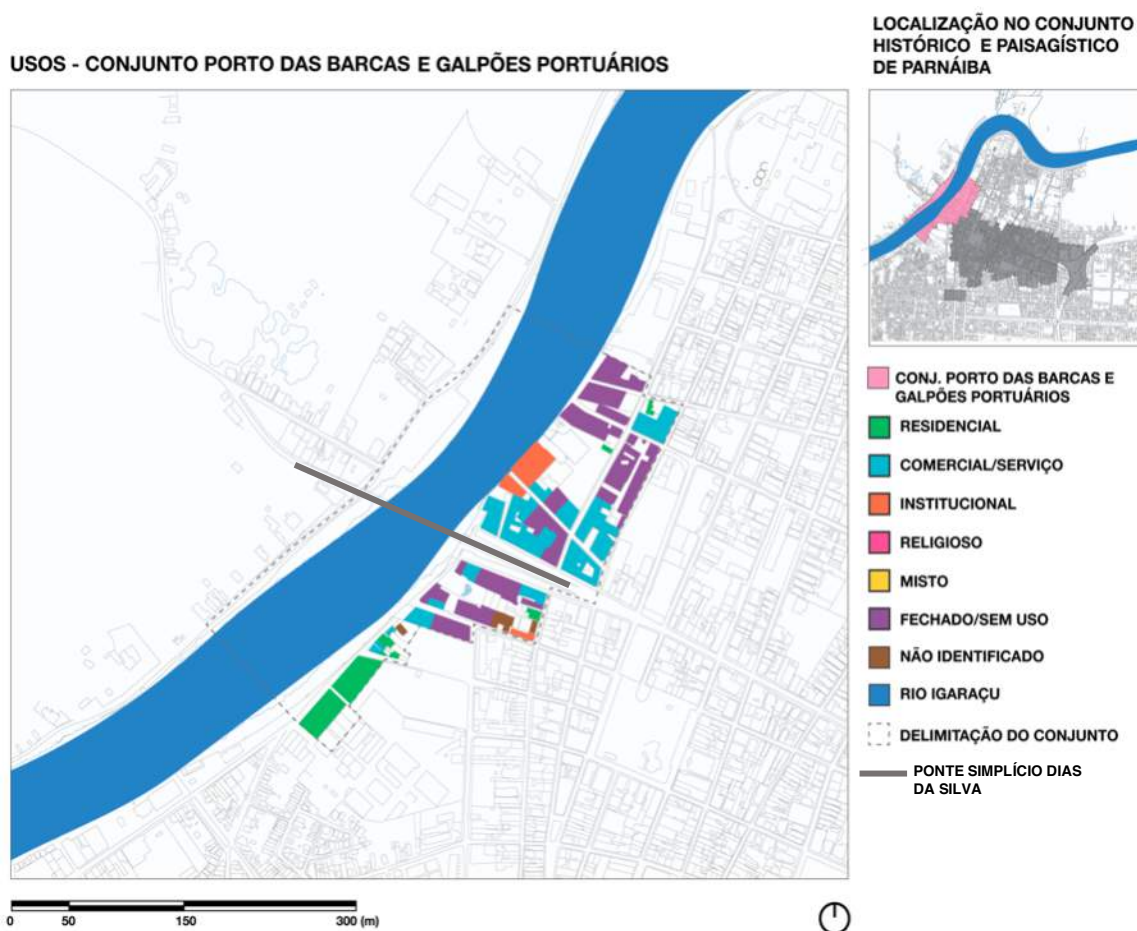 USOS - CONJUNTO PORTO DAS BARCAS E GALPÕES PORTUÁRIOS
LOCALIZAÇÃO NO CONJUNTO
HISTÓRICO E PAISAGÍSTICO
DE PARNÁIBA
CONJ. PORTO DAS BARCAS E
GALPÕES PORTUÁRIOS
RESIDENCIAL
COMERCIAL/SERVIÇO
INSTITUCIONAL
RELIGIOSO
MISTO
FECHADO/SEM USO
NÃO IDENTIFICADO
RIO IGARAÇU
DELIMITAÇÃO DO CONJUNTO
PONTE SIMPLÍCIO DIAS
DA SILVA
0 50 150 300 (m)